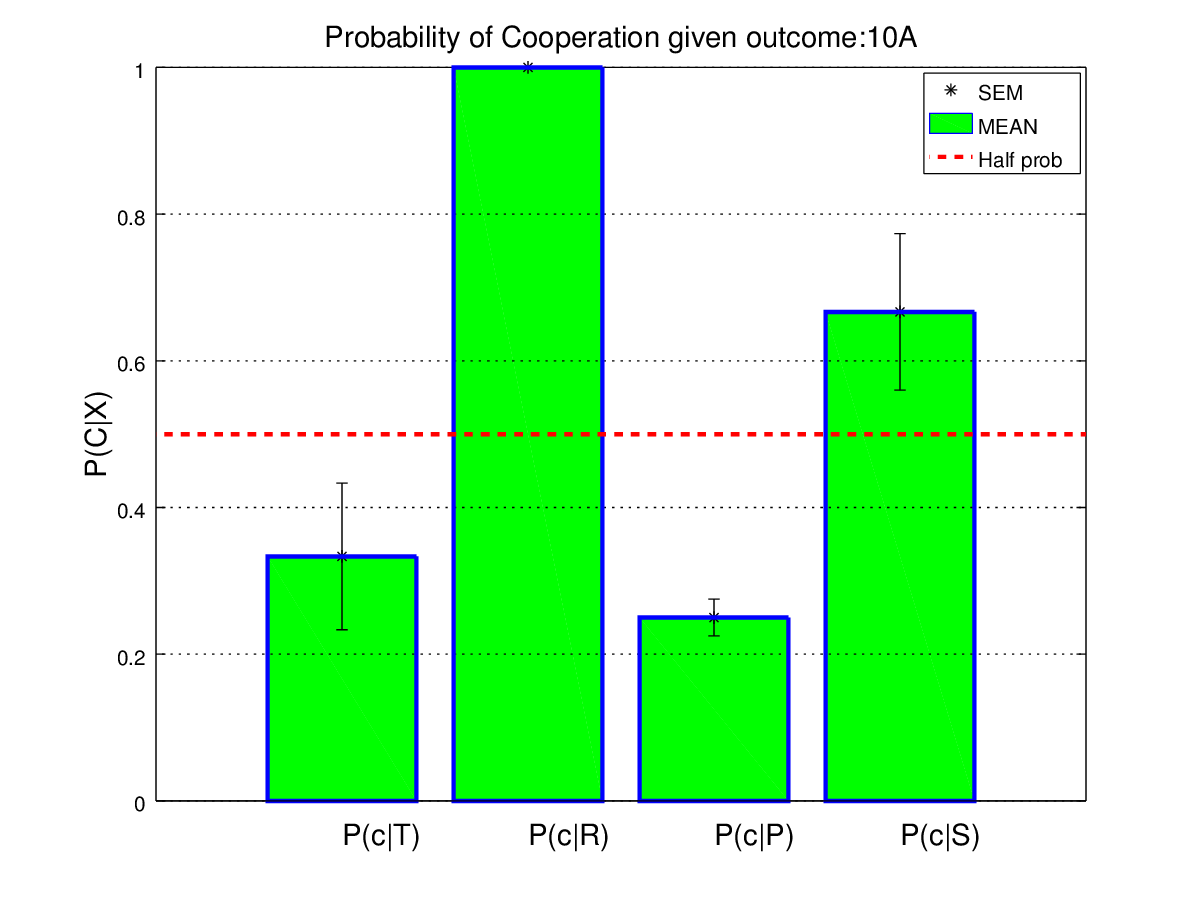 Probability of Cooperation given outcome:10A
SEM
MEAN
Half prob
P(C|X)
1
0.8
0.6
0.4
0.2
0
P(c|T)
P(c|R)
P(c|P)
P(c|S)